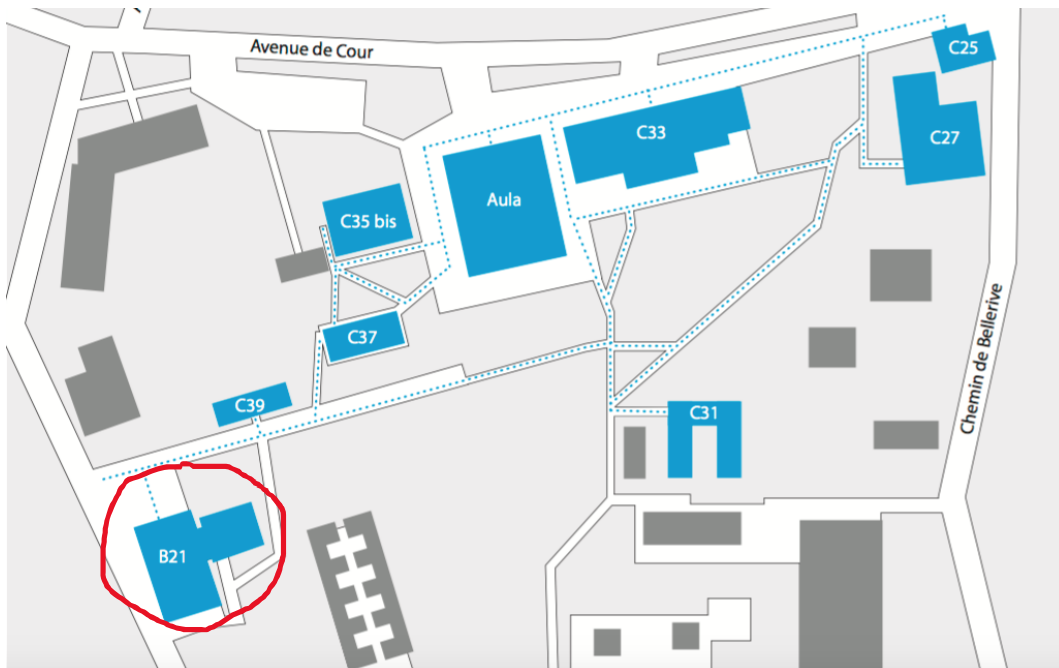 Avenue de Cour
C25
C33
C27
Aula
C35 bis
C37
Chemin de Bellerive
C39
C31
B21